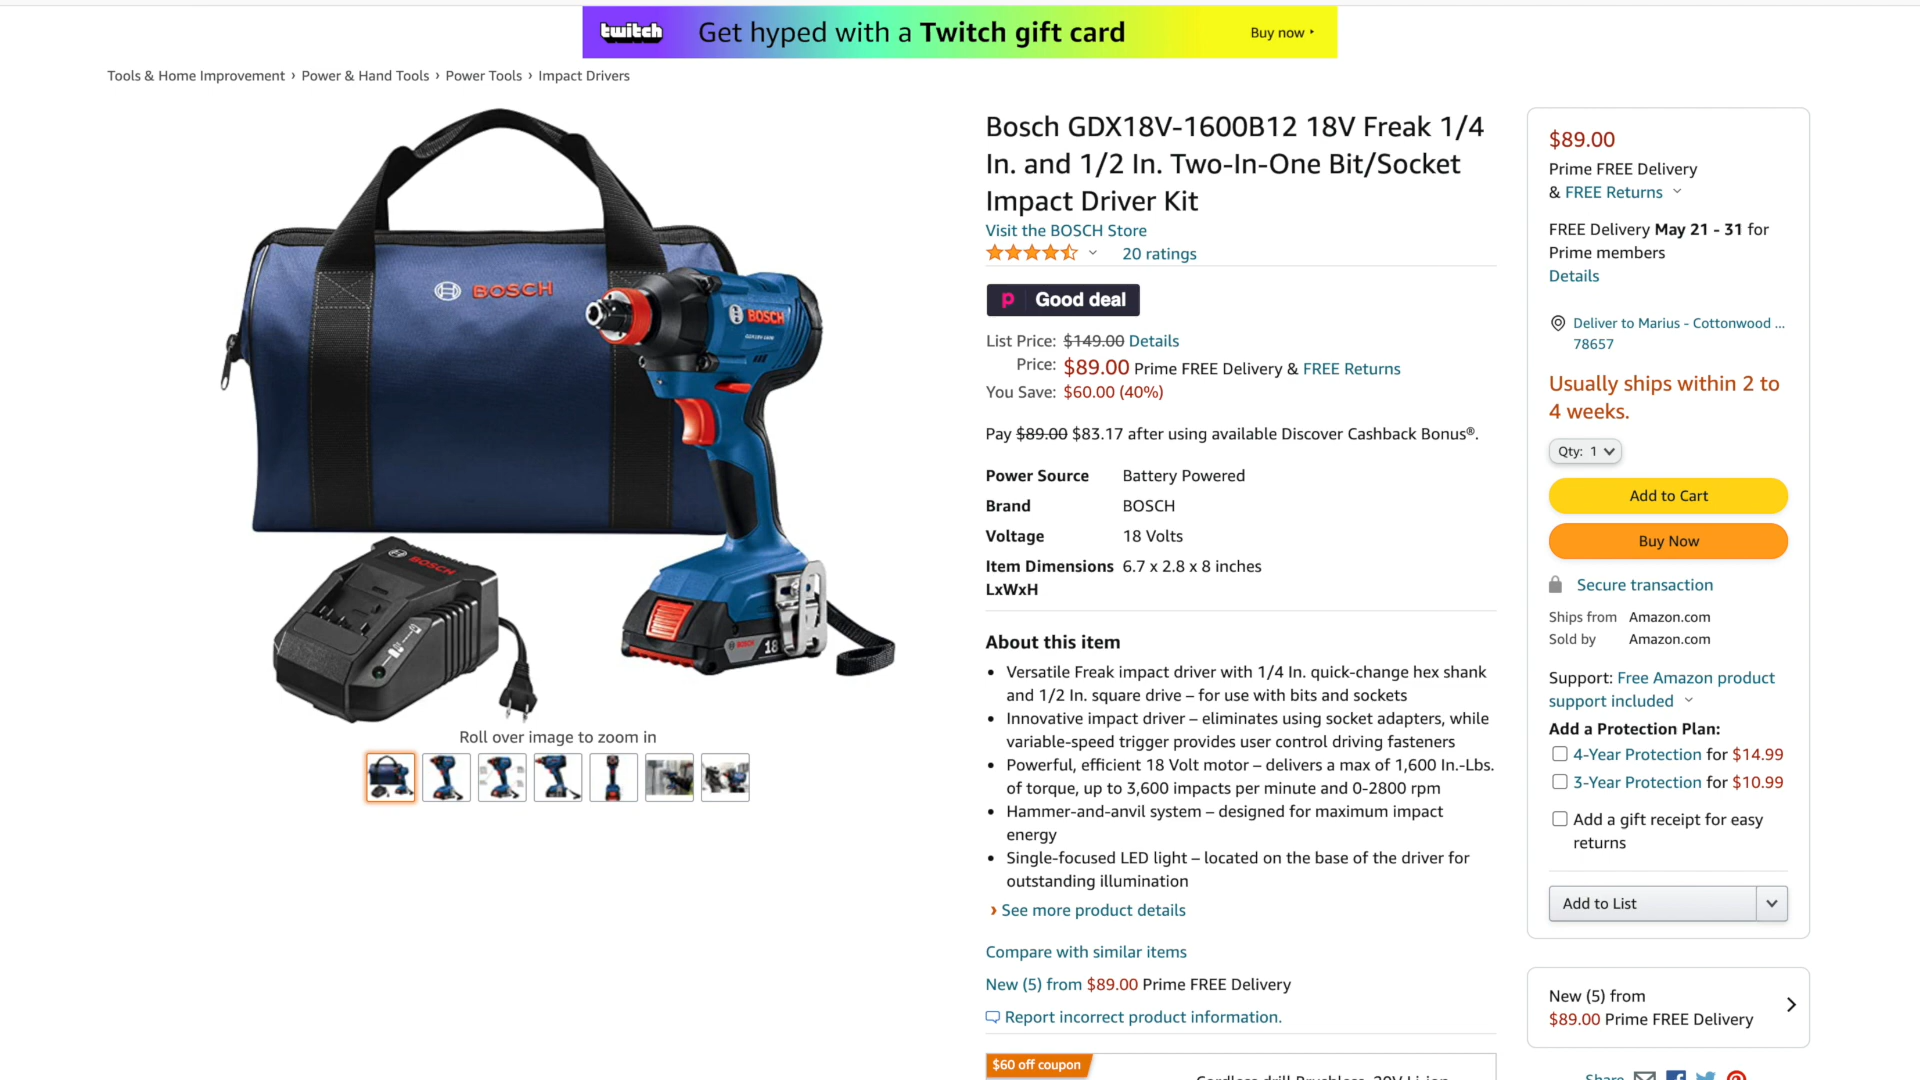 twitch Get hyped with a Twitch gift card Buy now
Tools & Home Improvement › Power & Hand Tools › Power Tools › Impact Drivers
BOSCH
BOSCH
BOSCH
BOSCH 18
Roll over image to zoom in
Bosch GDX18V-1600B12 18V Freak 1/4
In. and 1/2 In. Two-In-One Bit/Socket
Impact Driver Kit
Visit the BOSCH Store
20 ratings
p Good deal
List Price: $149.00 Details
Price: $89.00 Prime FREE Delivery & FREE Returns
You Save: $60.00 (40%)
Pay $89.00 $83.17 after using available Discover Cashback Bonus®.
Power Source Battery Powered
Brand BOSCH
Voltage 18 Volts
Item Dimensions 6.7 x 2.8 x 8 inches
LxWxH
About this item
• Versatile Freak impact driver with 1/4 In. quick-change hex shank
and 1/2 In. square drive – for use with bits and sockets
• Innovative impact driver – eliminates using socket adapters, while
variable-speed trigger provides user control driving fasteners
• Powerful, efficient 18 Volt motor – delivers a max of 1,600 In.-Lbs.
of torque, up to 3,600 impacts per minute and 0-2800 rpm
• Hammer-and-anvil system – designed for maximum impact
energy
• Single-focused LED light – located on the base of the driver for
outstanding illumination
› See more product details
Compare with similar items
New (5) from $89.00 Prime FREE Delivery
Report incorrect product information.
$60 off coupon
$89.00
Prime FREE Delivery
& FREE Returns
FREE Delivery May 21 - 31 for
Prime members
Details
Deliver to Marius - Cottonwood ...
78657
Usually ships within 2 to
4 weeks.
Qty: 1
Add to Cart
Buy Now
Secure transaction
Ships from Amazon.com
Sold by Amazon.com
Support: Free Amazon product
support included
Add a Protection Plan:
4-Year Protection for $14.99
3-Year Protection for $10.99
Add a gift receipt for easy
returns
Add to List
New (5) from
$89.00 Prime FREE Delivery
Share